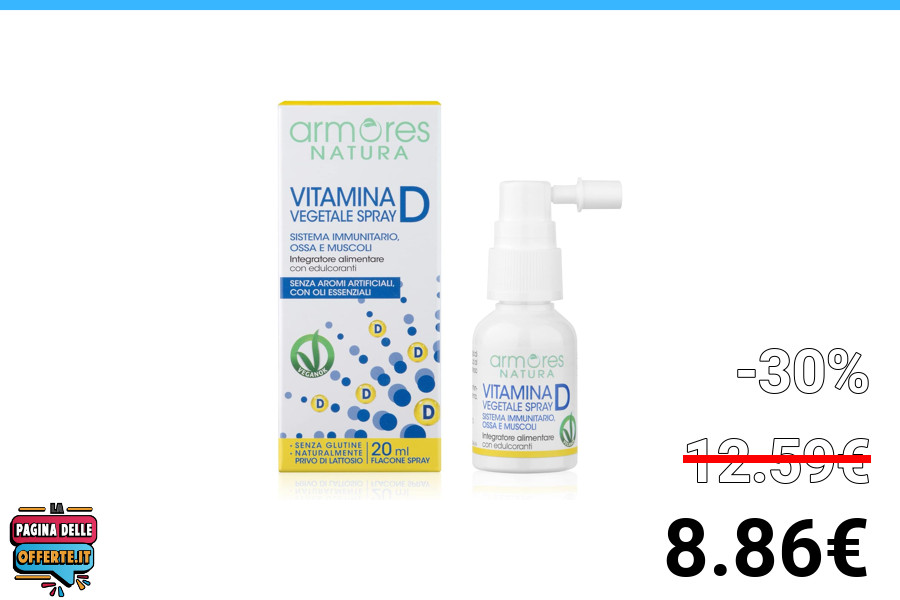 armores
NATURA
VITAMINA D
VEGETALE SPRAY
SISTEMA IMMUNITARIO,
OSSA E MUSCOLI
Integratore alimentare
con edulcoranti
SENZA AROMI ARTIFICIALI,
CON OLI ESSENZIALI
D
D
D
D
D
VEGANOK
• SENZA GLUTINE
• NATURALMENTE
PRIVO DI LATTOSIO
20 ml
FLACONE SPRAY
armores
NATURA
VITAMINA D
VEGETALE SPRAY
SISTEMA IMMUNITARIO,
OSSA E MUSCOLI
Integratore alimentare
con edulcoranti
-30%
12.59€
8.86€
LA
PAGINA DELLE
OFFERTE.IT